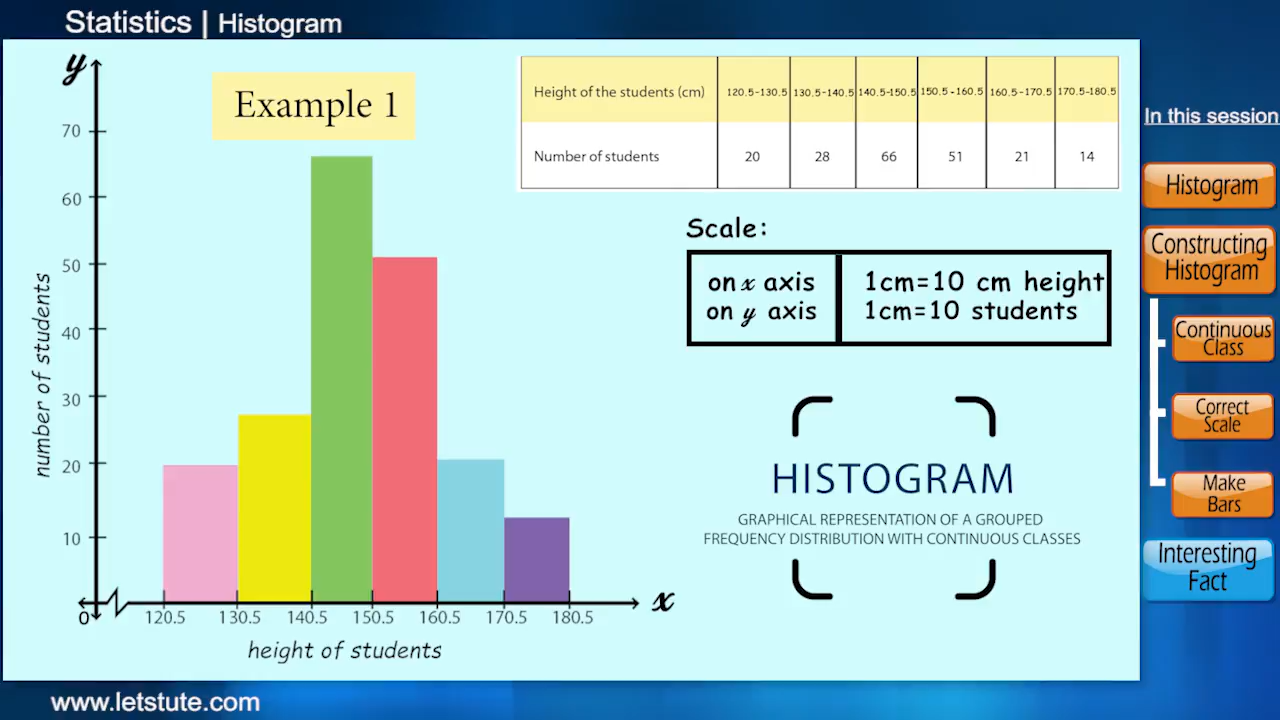 Statistics | Histogram
y
Example 1
70
60
50
40
30
20
10
0
number of students
120.5 130.5 140.5 150.5 160.5 170.5 180.5
x
height of students
Height of the students (cm) 120.5-130.5 130.5-140.5 140.5-150.5 150.5-160.5 160.5-170.5 170.5-180.5
Number of students 20 28 66 51 21 14
Scale:
on x axis 1cm=10 cm height
on y axis 1cm=10 students
HISTOGRAM
GRAPHICAL REPRESENTATION OF A GROUPED
FREQUENCY DISTRIBUTION WITH CONTINUOUS CLASSES
In this session
Histogram
Constructing
Histogram
Continuous
Class
Correct
Scale
Make
Bars
Interesting
Fact
www.letstute.com